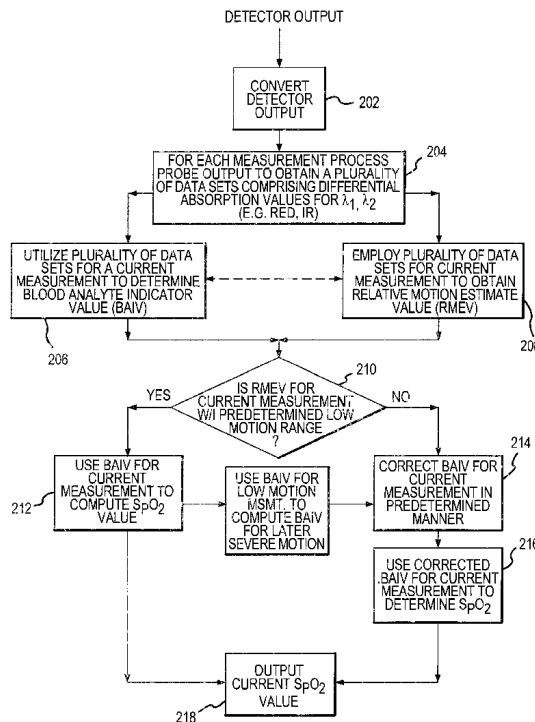 DETECTOR OUTPUT
CONVERT
DETECTOR
OUTPUT
202
FOR EACH MEASUREMENT PROCESS
PROBE OUTPUT TO OBTAIN A PLURALITY
OF DATA SETS COMPRISING DIFFERENTIAL
ABSORPTION VALUES FOR λ1, λ2
(E.G. RED, IR)
204
UTILIZE PLURALITY OF DATA
SETS FOR A CURRENT
MEASUREMENT TO DETERMINE
BLOOD ANALYTE INDICATOR
VALUE (BAIV)
206
EMPLOY PLURALITY OF DATA
SETS FOR CURRENT
MEASUREMENT TO OBTAIN
RELATIVE MOTION ESTIMATE
VALUE (RMEV)
210
IS RMEV FOR
CURRENT MEASUREMENT
W/I PREDETERMINED LOW
MOTION RANGE
?
YES
NO
212
USE BAIV FOR
CURRENT
MEASUREMENT TO
COMPUTE SpO2
VALUE
USE BAIV FOR
LOW MOTION
MSMT. TO
COMPUTE BAIV
FOR LATER
SEVERE MOTION
214
CORRECT BAIV FOR
CURRENT
MEASUREMENT IN
PREDETERMINED
MANNER
216
USE CORRECTED
BAIV FOR CURRENT
MEASUREMENT TO
DETERMINE SpO2
OUTPUT
CURRENT SpO2
VALUE
218